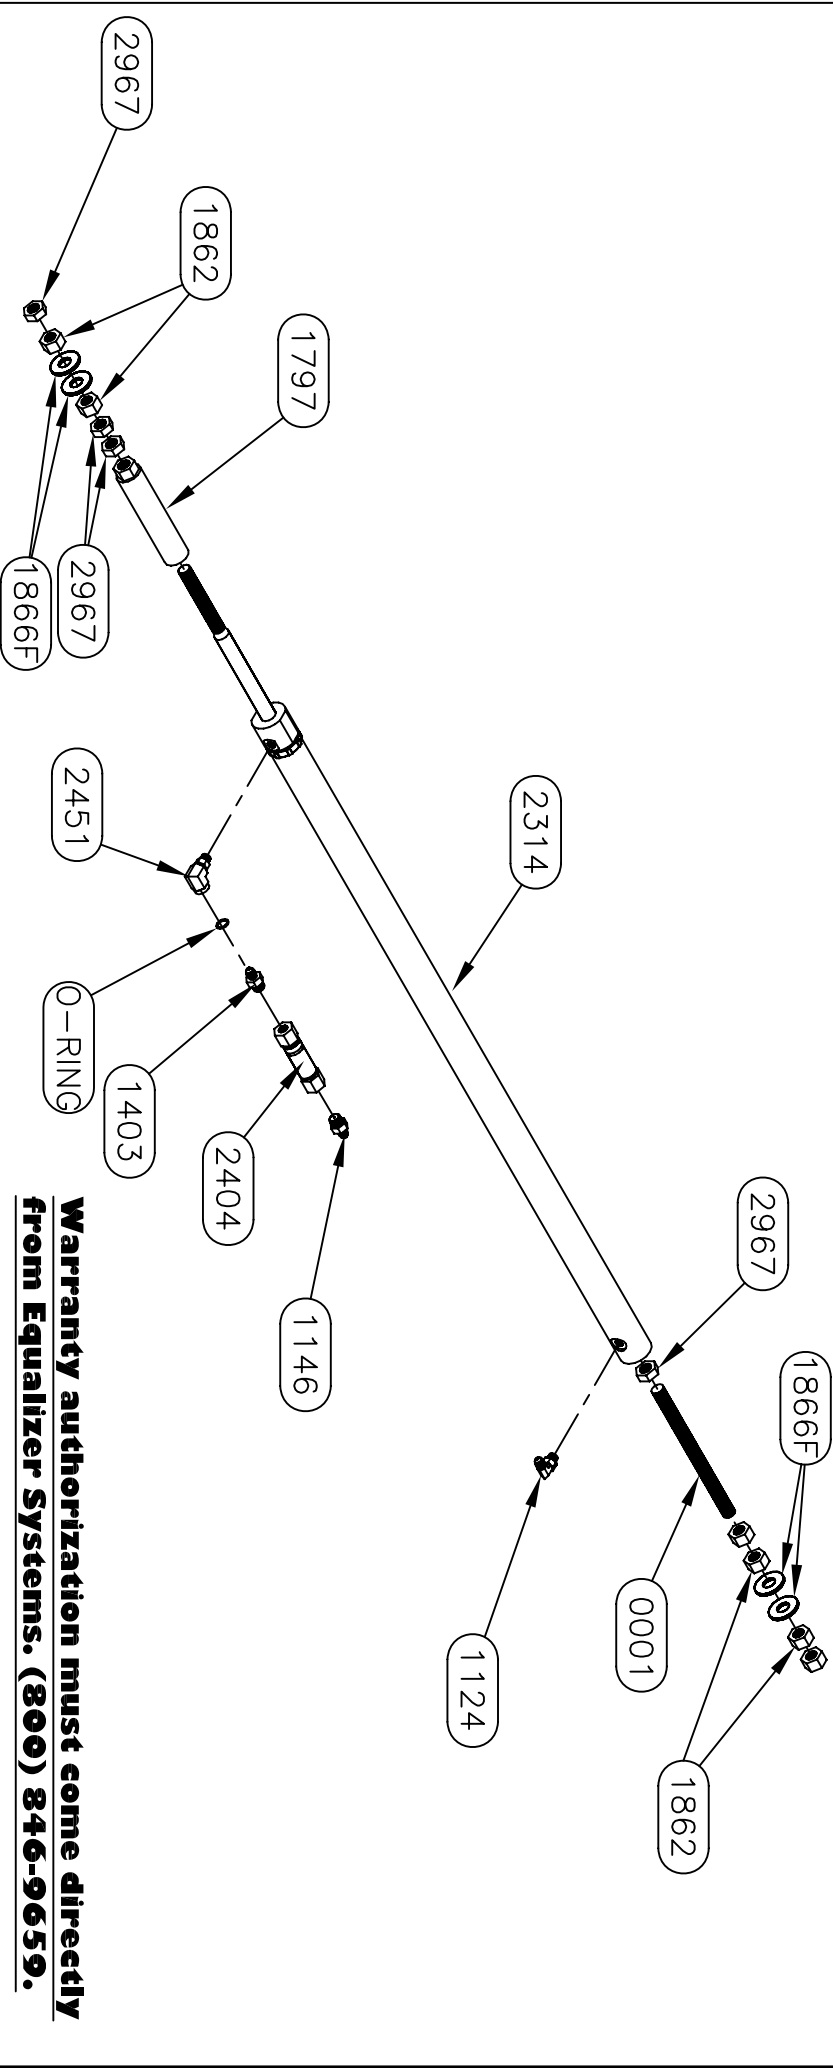 1866F
2967
1862
0001
2314
1124
1797
1146
2404
1862
1403
2967
2967
2451
O-RING
1866F
Warranty authorization must come directly
from Equalizer Systems. (800) 846-9659.